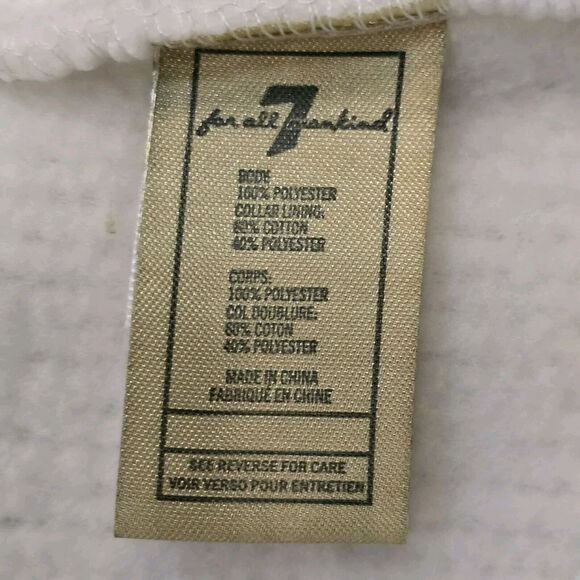 7
for all mankind
BODY:
100% POLYESTER
COLLAR LINING:
60% COTTON
40% POLYESTER
CORPS:
100% POLYESTER
COL DOUBLURE:
60% COTON
40% POLYESTER
MADE IN CHINA
FABRIQUÉ EN CHINE
SEE REVERSE FOR CARE
VOIR VERSO POUR ENTRETIEN